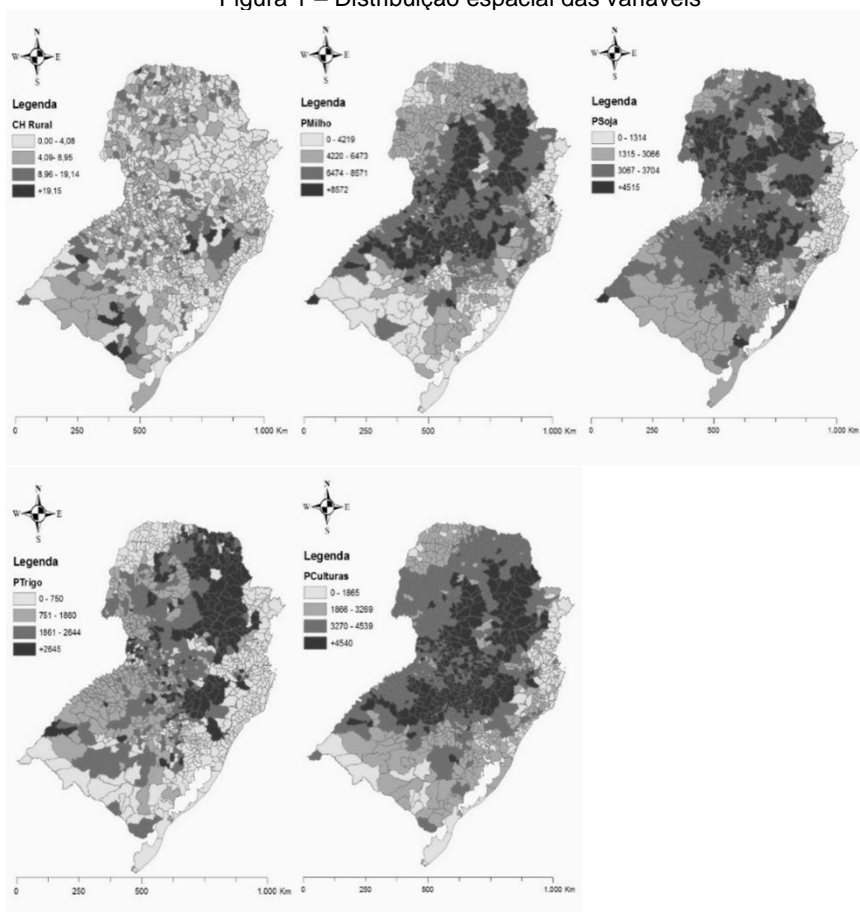 Figura 1 – Distribuição espacial das variáveis
N
W E
S
Legenda
CH Rural
0,00 - 4,08
4,09- 8,95
8,96 - 19,14
+19.15
0 250 500 1.000 Km
N
W E
S
Legenda
PMilho
0 - 4219
4220 - 6473
6474 - 8571
+8572
0 250 500 1.000 Km
N
W E
S
Legenda
PSoja
0 - 1314
1315 - 3066
3067 - 3704
+4515
0 250 500 1.000 Km
N
W E
S
Legenda
PTrigo
0 - 750
751 - 1860
1861 - 2644
+2645
0 250 500 1.000 Km
N
W E
S
Legenda
PCulturas
0 - 1865
1866 - 3269
3270 - 4539
+4540
0 250 500 1.000 Km